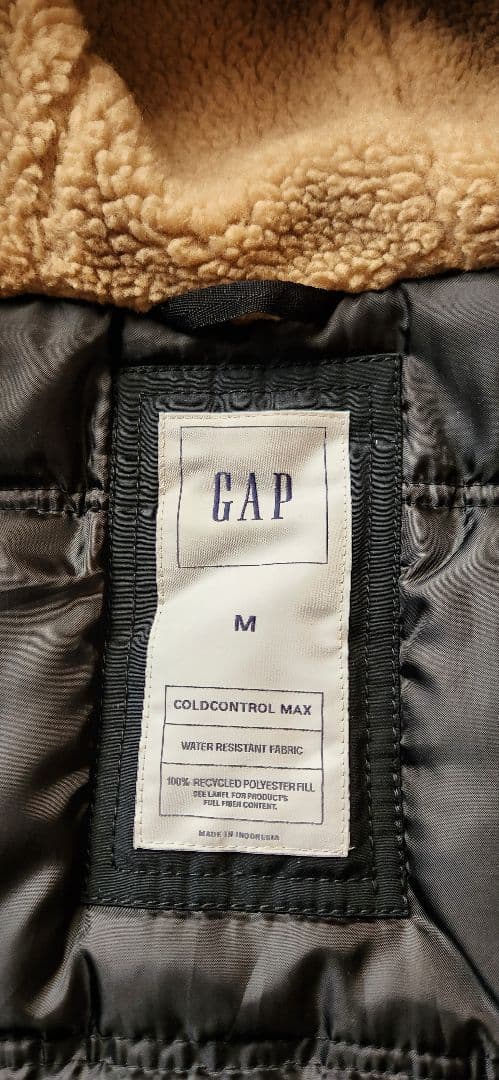 GAP
M
COLDCONTROL MAX
WATER RESISTANT FABRIC
100% RECYCLED POLYESTER FILL
SEE LABEL FOR PRODUCT'S
FULL FIBER CONTENT.
MADE IN INDONESIA